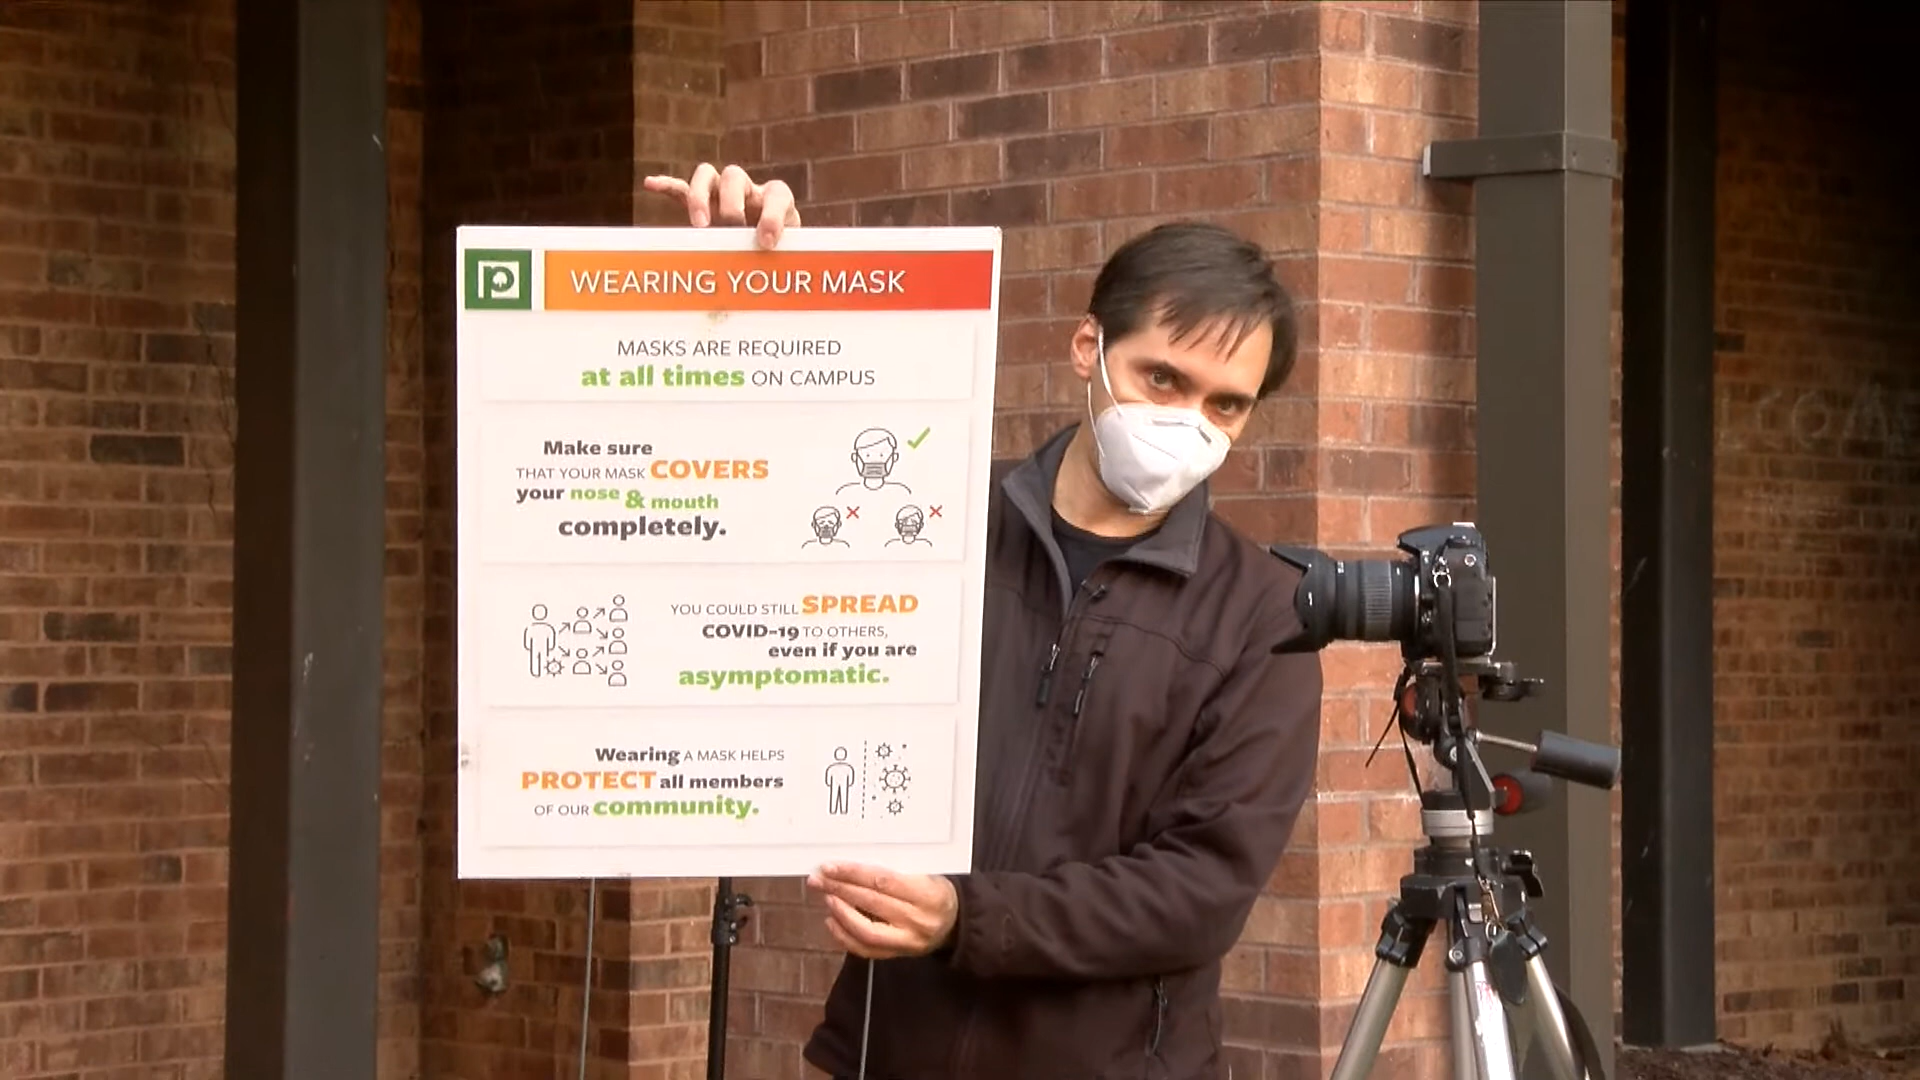 WEARING YOUR MASK
MASKS ARE REQUIRED
at all times ON CAMPUS
Make sure
THAT YOUR MASK COVERS
your nose & mouth
completely.
YOU COULD STILL SPREAD
COVID-19 TO OTHERS,
even if you are
asymptomatic.
Wearing A MASK HELPS
PROTECT all members
OF OUR community.